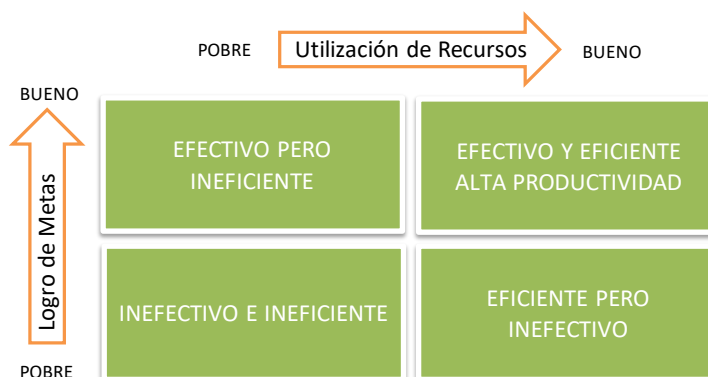 POBRE
Utilización de Recursos
BUENO
BUENO
Logro de Metas
POBRE
EFECTIVO PERO
INEFICIENTE
EFECTIVO Y EFICIENTE
ALTA PRODUCTIVIDAD
INEFECTIVO E INEFICIENTE
EFICIENTE PERO
INEFECTIVO